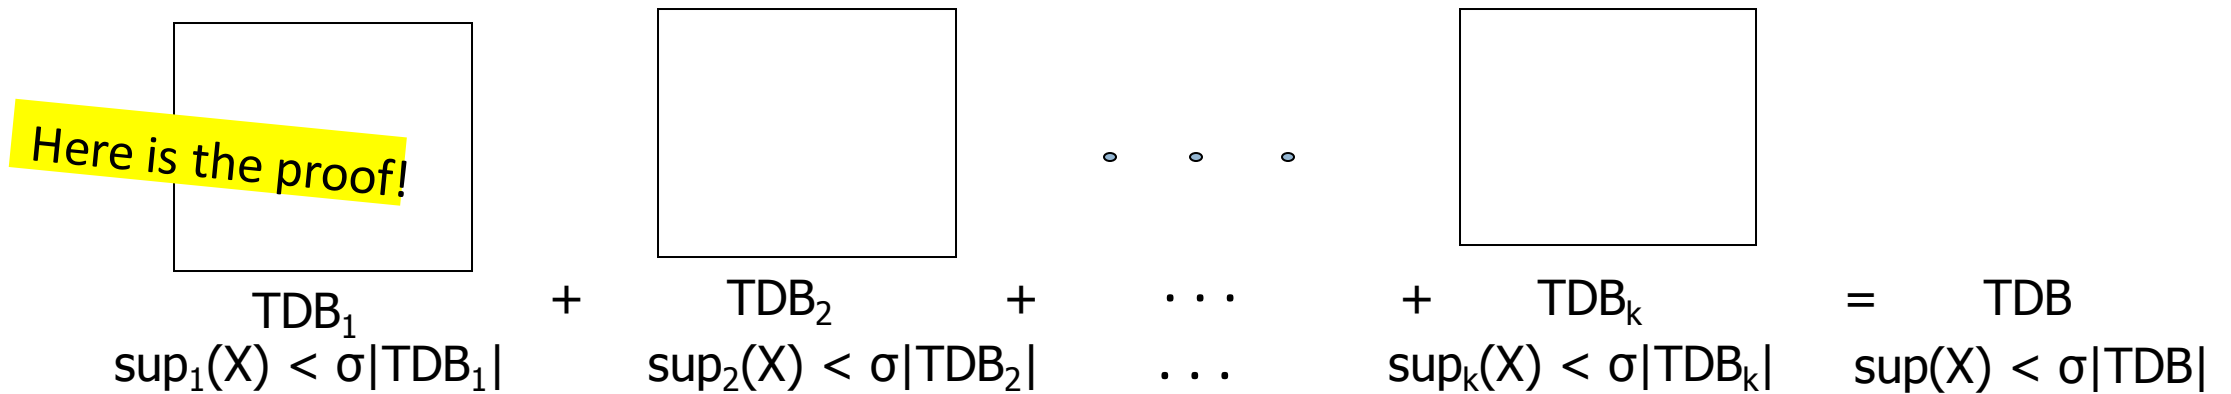 Here is the proof!
TDB₁ + TDB₂ + · · · + TDBₖ = TDB
sup₁(X) < σ|TDB₁| sup₂(X) < σ|TDB₂| · · · supₖ(X) < σ|TDBₖ| sup(X) < σ|TDB|